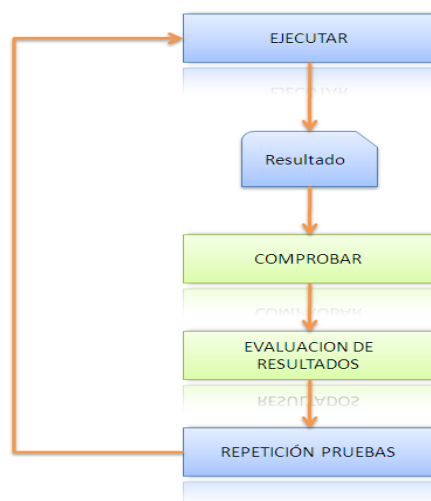 EJECUTAR
Resultado
COMPROBAR
EVALUACION DE
RESULTADOS
REPETICIÓN PRUEBAS